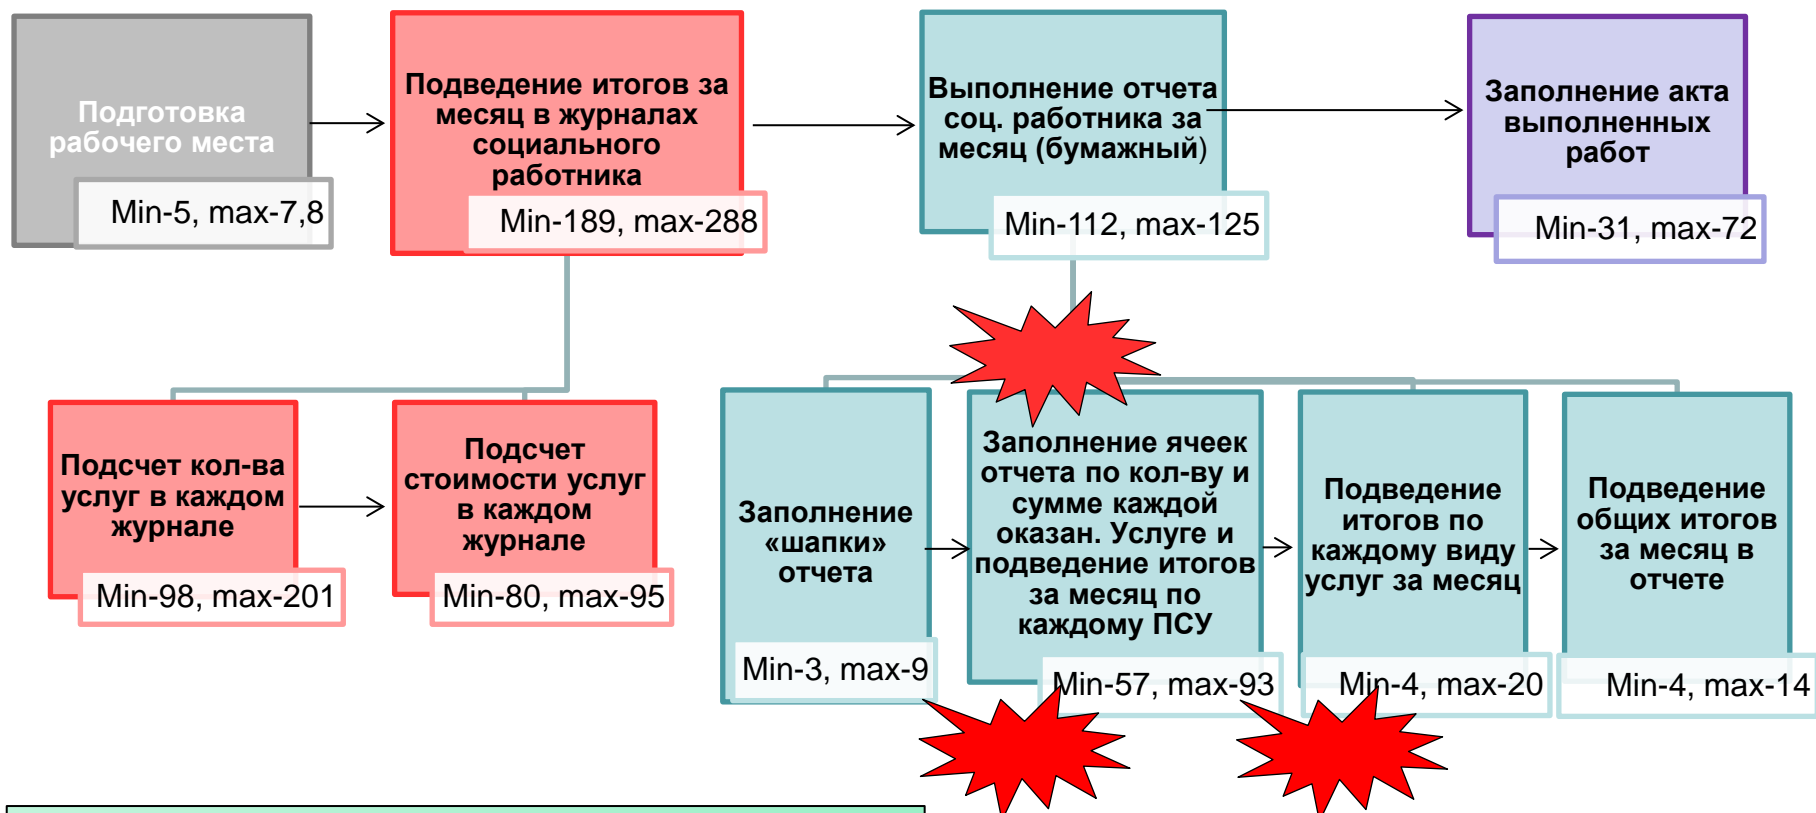 Подготовка
рабочего места
Min-5, max-7,8
Подведение итогов за
месяц в журналах
социального
работника
Min-189, max-288
Выполнение отчета
соц. работника за
месяц (бумажный)
Min-112, max-125
Заполнение акта
выполненных
работ
Min-31, max-72
Подсчет кол-ва
услуг в каждом
журнале
Min-98, max-201
Подсчет
стоимости услуг
в каждом
журнале
Min-80, max-95
Заполнение
«шапки»
отчета
Min-3, max-9
Заполнение ячеек
отчета по кол-ву и
сумме каждой
оказан. Услуге и
подведение итогов
за месяц по
каждому ПСУ
Min-57, max-93
Подведение
итогов по
каждому виду
услуг за месяц
Min-4, max-20
Подведение
общих итогов
за месяц в
отчете
Min-4, max-14